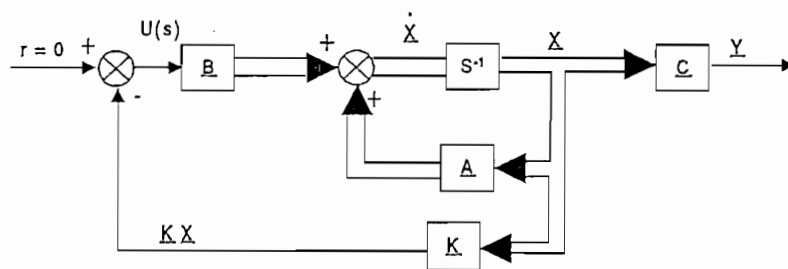 r = 0
+
-
U(s)
B
+
+
Ẋ
S⁻¹
X
C
Y
A
K X
K